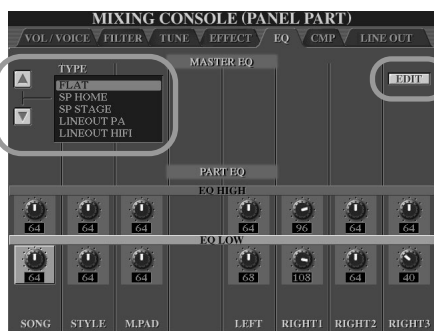 MIXING CONSOLE (PANEL PART)
VOL / VOICE FILTER TUNE EFFECT EQ CMP LINE OUT
TYPE
MASTER EQ
EDIT
FLAT
SP HOME
SP STAGE
LINEOUT PA
LINEOUT HIFI
PART EQ
EQ HIGH
64 64 64 64 96 64 64
EQ LOW
64 64 64 68 108 64 40
SONG STYLE M.PAD LEFT RIGHT1 RIGHT2 RIGHT3